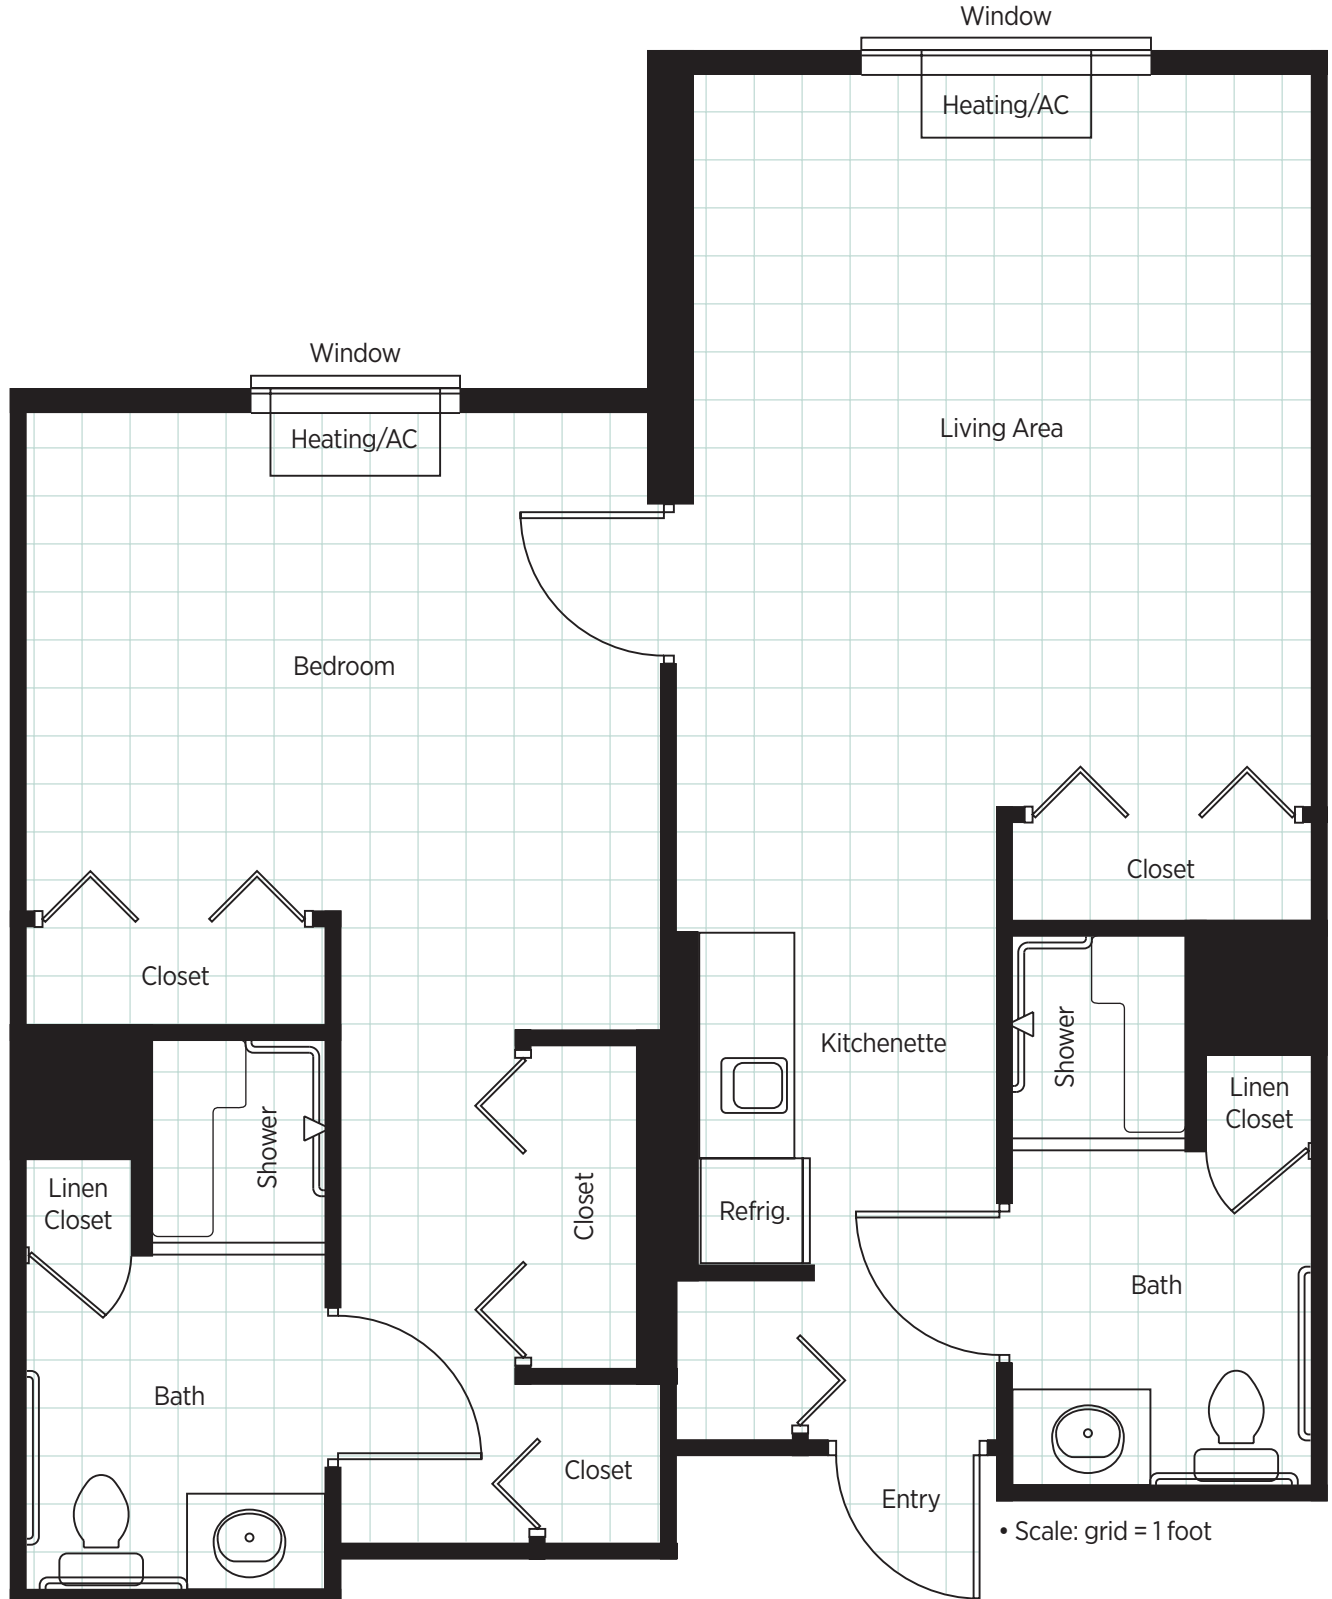 Window
Heating/AC
Window
Heating/AC
Living Area
Bedroom
Closet
Closet
Shower
Kitchenette
Linen
Closet
Shower
Linen
Closet
Closet
Refrig.
Bath
Bath
Closet
Entry
• Scale: grid = 1 foot